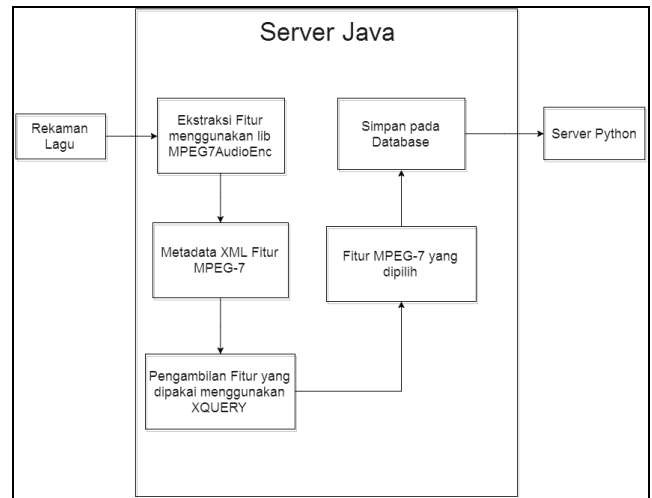 Server Java
Rekaman
Lagu
Ekstraksi Fitur
menggunakan lib
MPEG7AudioEnc
Metadata XML Fitur
MPEG-7
Pengambilan Fitur yang
dipakai menggunakan
XQUERY
Fitur MPEG-7 yang
dipilih
Simpan pada
Database
Server Python